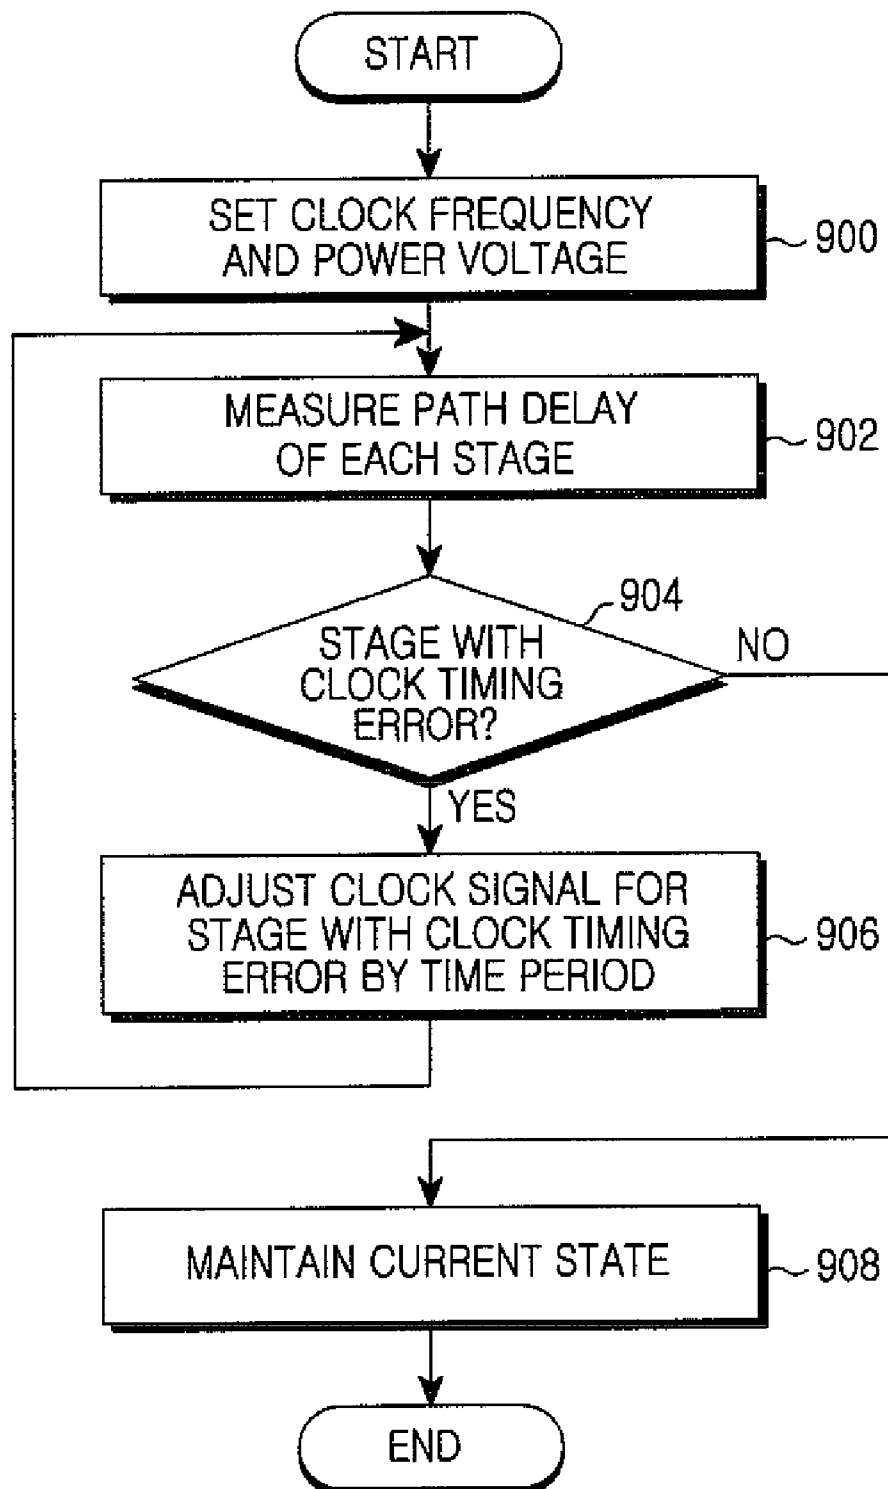 START
SET CLOCK FREQUENCY
AND POWER VOLTAGE
900
MEASURE PATH DELAY
OF EACH STAGE
902
904
STAGE WITH
CLOCK TIMING
ERROR?
NO
YES
ADJUST CLOCK SIGNAL FOR
STAGE WITH CLOCK TIMING
ERROR BY TIME PERIOD
906
MAINTAIN CURRENT STATE
908
END